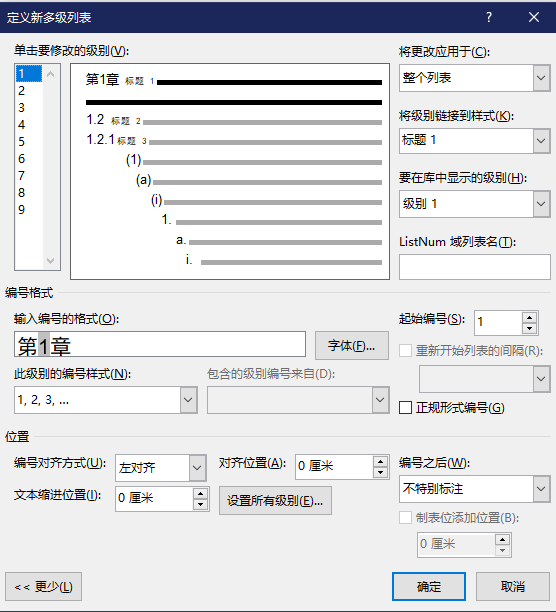 定义新多级列表
?
单击要修改的级别(V):
1
2
3
4
5
6
7
8
9
第1章 标题 1
1.2 标题 2
1.2.1 标题 3
(1)
(a)
(i)
1.
a.
i.
将更改应用于(C):
整个列表
将级别链接到样式(K):
标题 1
要在库中显示的级别(H):
级别 1
ListNum 域列表名(T):
编号格式
输入编号的格式(O):
第1章
字体(F)...
此级别的编号样式(N):
1, 2, 3, ...
包含的级别编号来自(D):
起始编号(S):
1
重新开始列表的间隔(R):
正规形式编号(G)
位置
编号对齐方式(U):
左对齐
对齐位置(A):
0 厘米
文本缩进位置(I):
0 厘米
设置所有级别(E)...
编号之后(W):
不特别标注
制表位添加位置(B):
0 厘米
<< 更少(L)
确定
取消